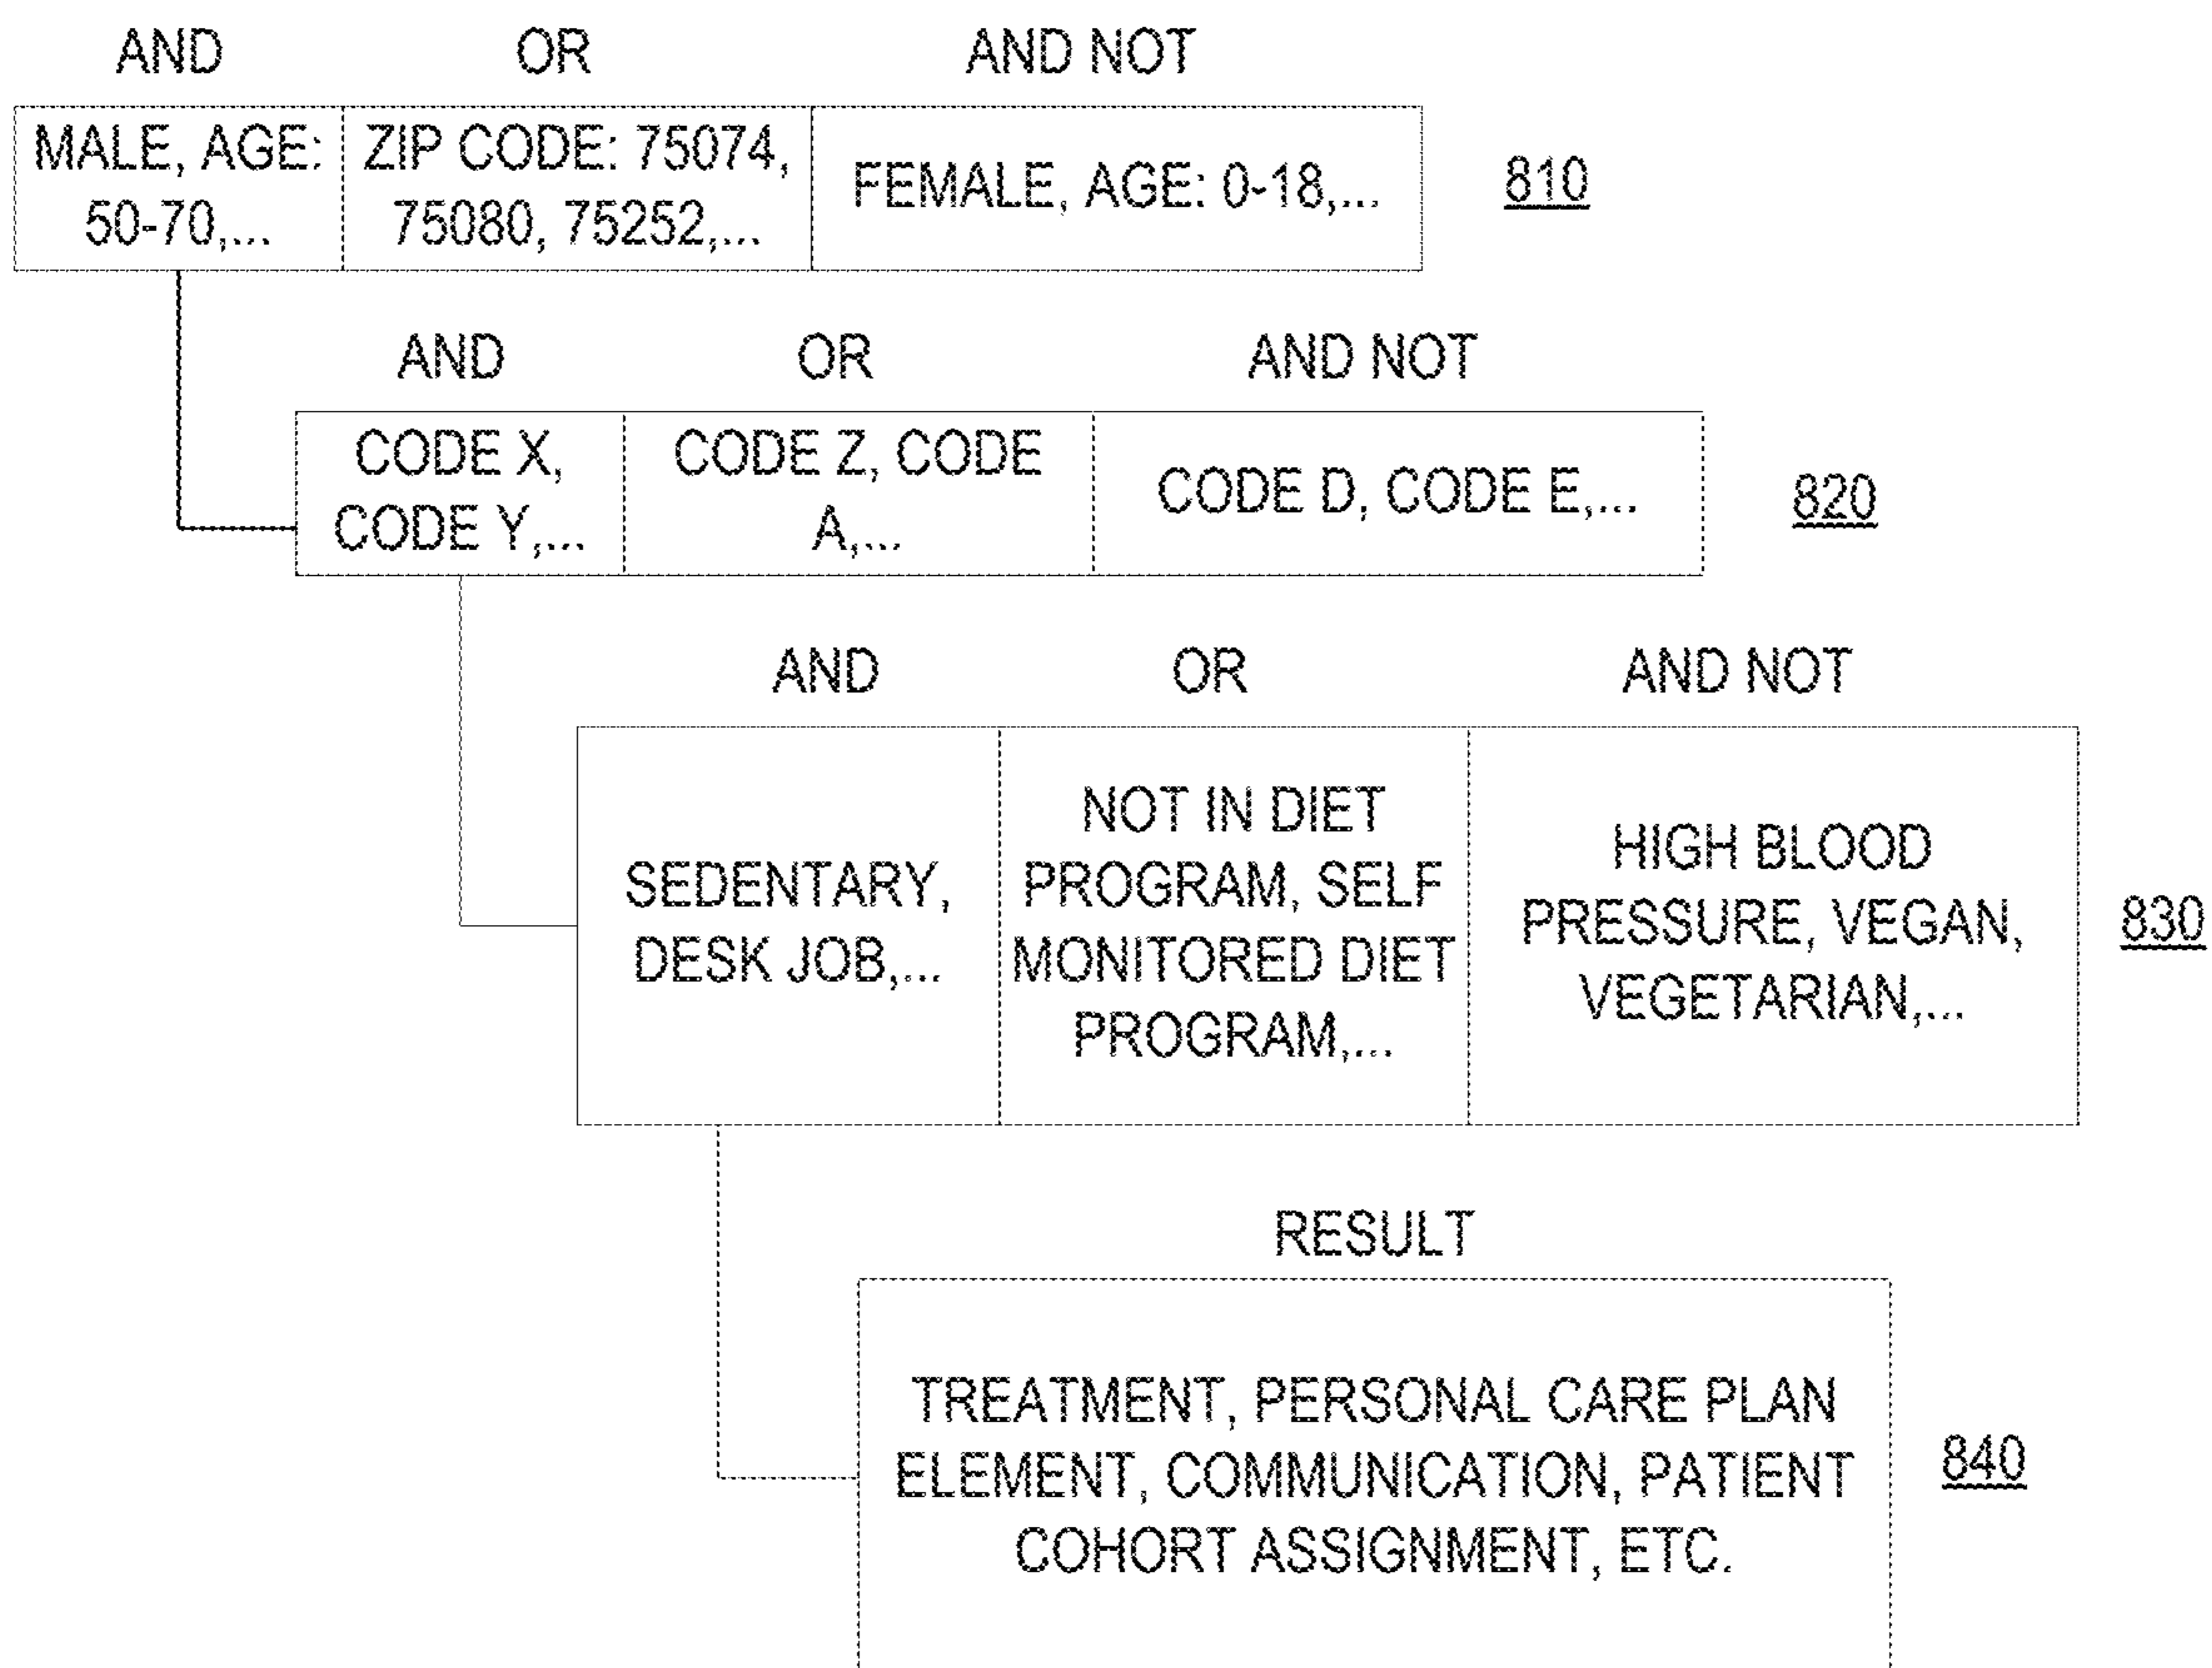 AND OR AND NOT
MALE, AGE:
50-70,...
ZIP CODE: 75074,
75080, 75252,...
FEMALE, AGE: 0-18,...
810
AND OR AND NOT
CODE X,
CODE Y,...
CODE Z, CODE
A,...
CODE D, CODE E,...
820
AND OR AND NOT
SEDENTARY,
DESK JOB,...
NOT IN DIET
PROGRAM, SELF
MONITORED DIET
PROGRAM,...
HIGH BLOOD
PRESSURE, VEGAN,
VEGETARIAN,...
830
RESULT
TREATMENT, PERSONAL CARE PLAN
ELEMENT, COMMUNICATION, PATIENT
COHORT ASSIGNMENT, ETC.
840